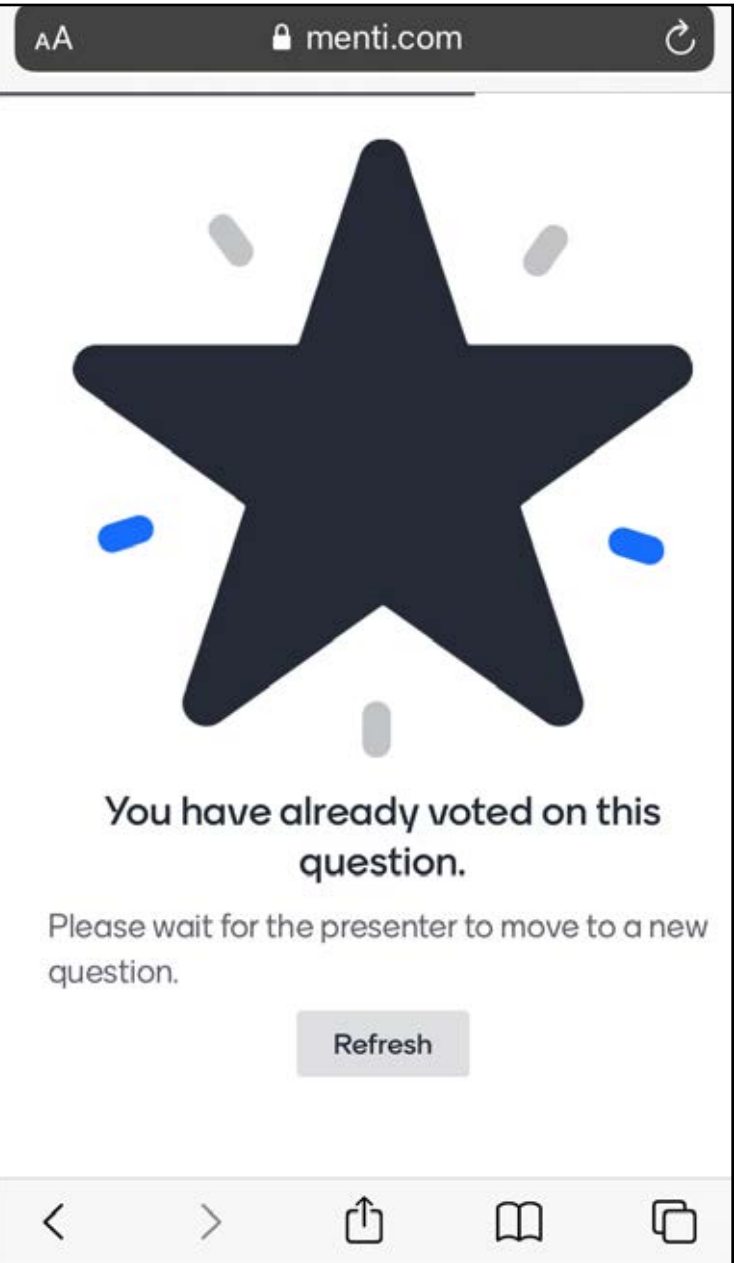 AA menti.com
You have already voted on this
question.
Please wait for the presenter to move to a new
question.
Refresh